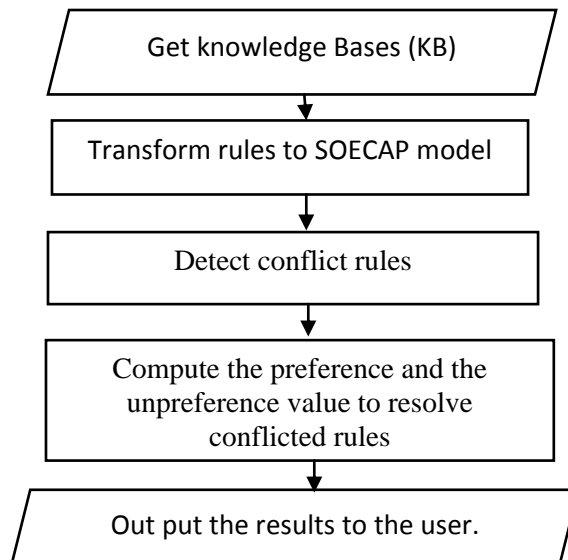 Get knowledge Bases (KB)
Transform rules to SOECAP model
Detect conflict rules
Compute the preference and the
unpreference value to resolve
conflicted rules
Out put the results to the user.